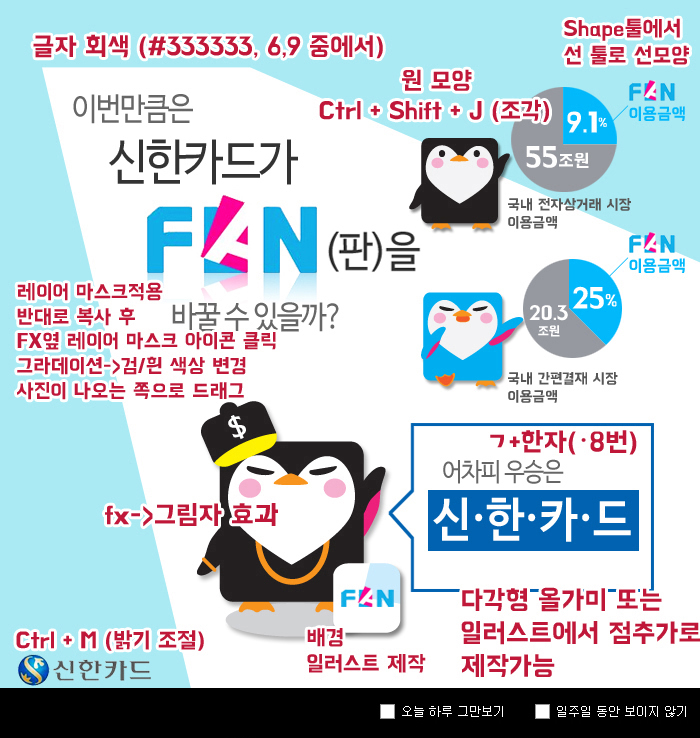 글자 회색 (#333333, 6,9 중에서)
Shape툴에서
선 툴로 선모양
원 모양
Ctrl + Shift + J (조각)
FAN
이용금액
9.1%
55조원
국내 전자상거래 시장
이용금액
이번만큼은
신한카드가
FAN (판)을
바꿀 수 있을까?
FAN
이용금액
25%
20.3
조원
국내 간편결재 시장
이용금액
레이어 마스크적용
반대로 복사 후
FX옆 레이어 마스크 아이콘 클릭
그라데이션->검/흰 색상 변경
사진이 나오는 쪽으로 드래그
$
ㄱ+한자(·8번)
어차피 우승은
신·한·카·드
fx->그림자 효과
FAN
다각형 올가미 또는
일러스트에서 점추가로
제작가능
배경
일러스트 제작
Ctrl + M (밝기 조절)
신한카드
오늘 하루 그만보기
일주일 동안 보이지 않기